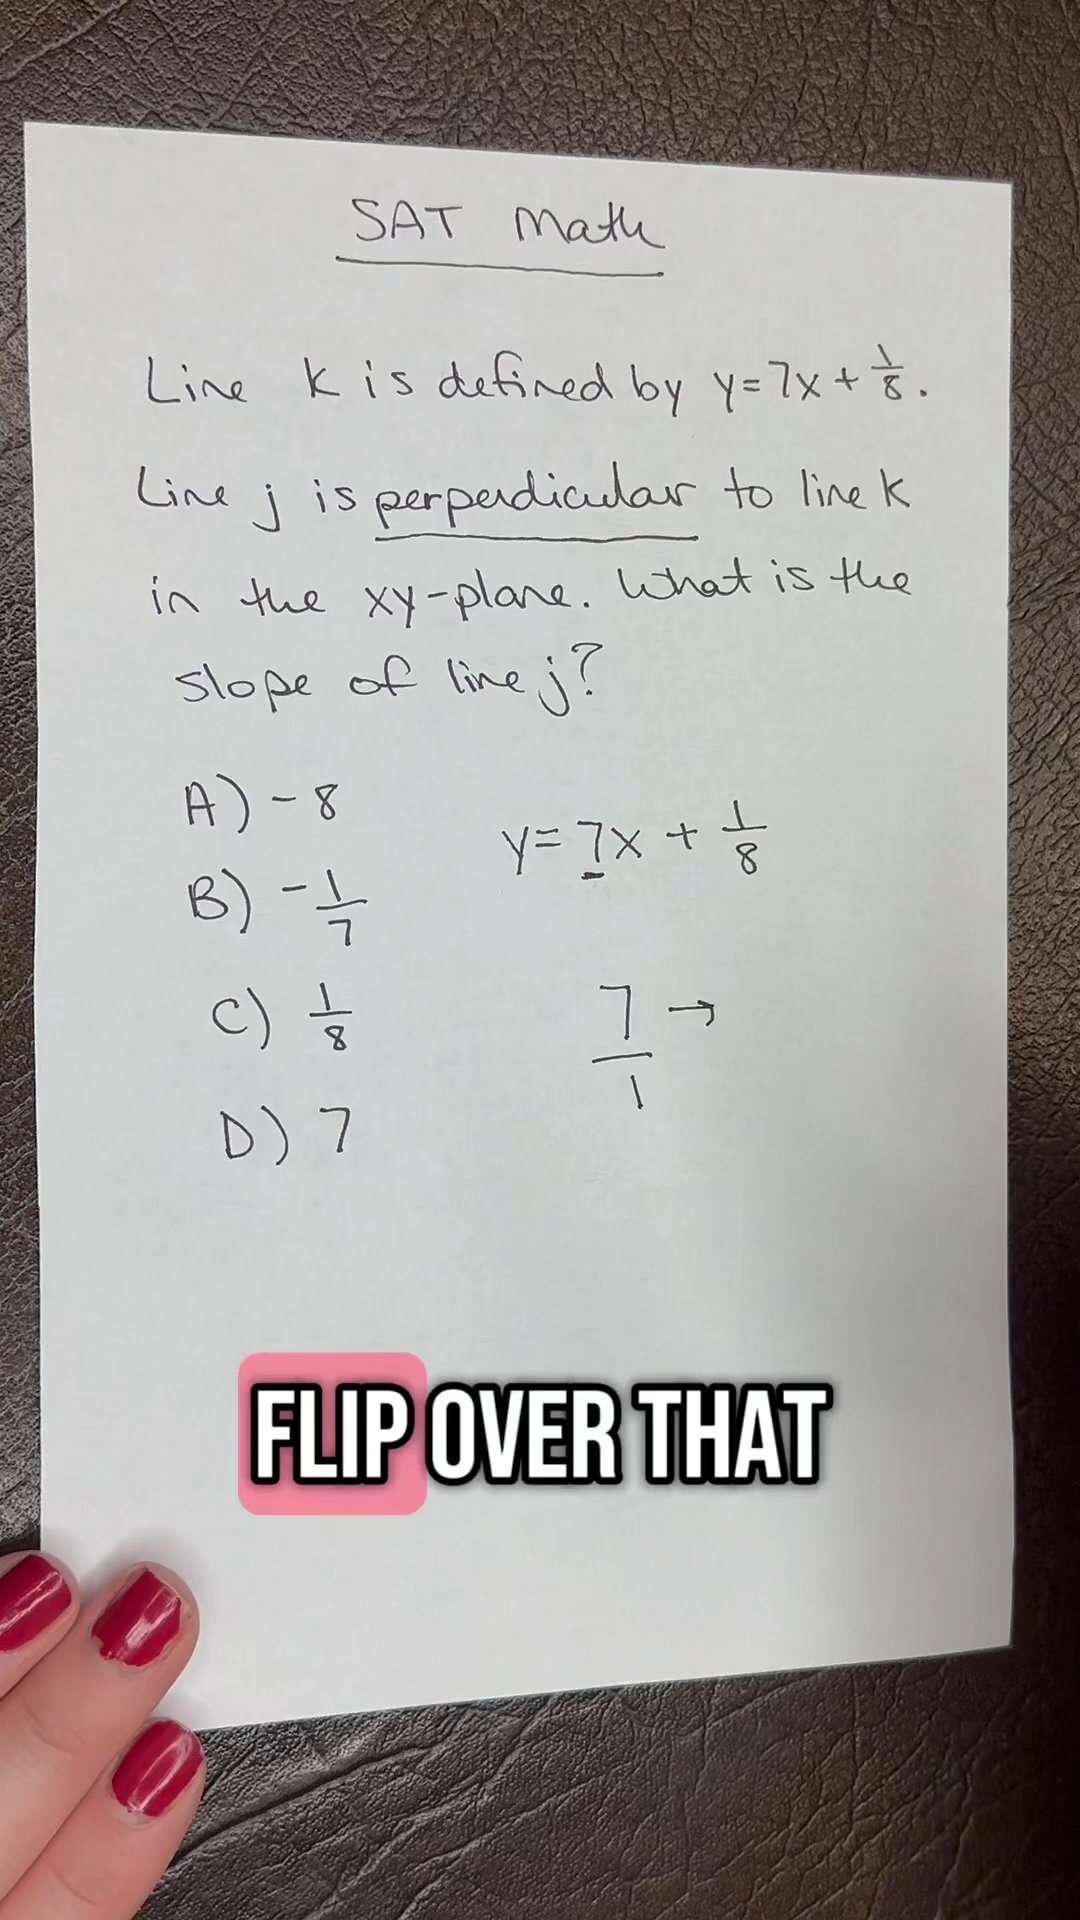 SAT Math
Line k is defined by y=7x + 1/8.
Line j is perpendicular to line k
in the xy-plane. What is the
slope of line j?
A) -8
B) -1/7
C) 1/8
D) 7
y=7x + 1/8
7/1 →
FLIP OVER THAT